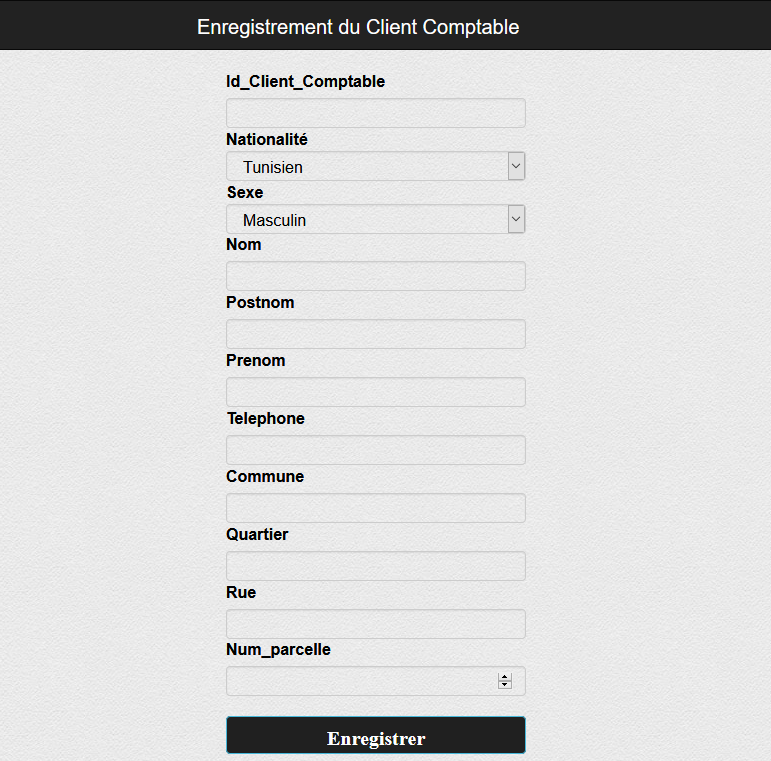 Enregistrement du Client Comptable
Id_Client_Comptable
Nationalité
Tunisien
Sexe
Masculin
Nom
Postnom
Prenom
Telephone
Commune
Quartier
Rue
Num_parcelle
Enregistrer